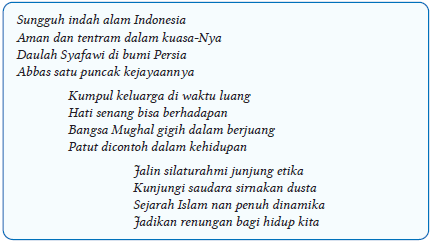 Sungguh indah alam Indonesia
Aman dan tentram dalam kuasa-Nya
Daulah Syafawi di bumi Persia
Abbas satu puncak kejayaannya
Kumpul keluarga di waktu luang
Hati senang bisa berhadapan
Bangsa Mughal gigih dalam berjuang
Patut dicontoh dalam kehidupan
Jalin silaturahmi junjung etika
Kunjungi saudara sirnakan dusta
Sejarah Islam nan penuh dinamika
Jadikan renungan bagi hidup kita